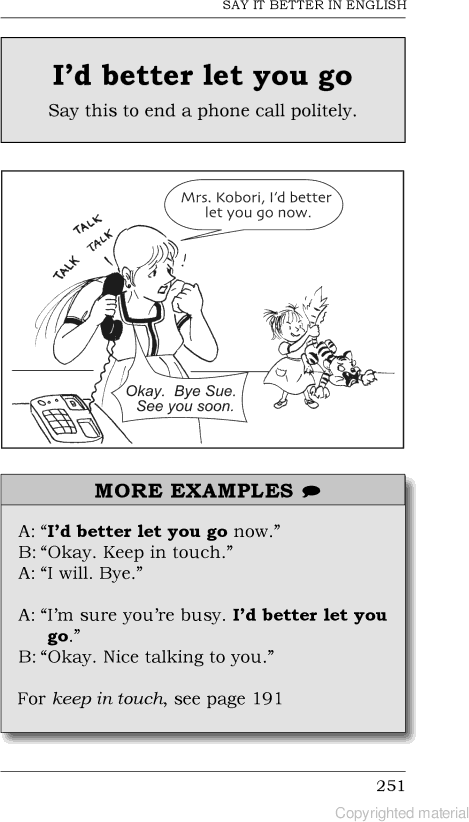 SAY IT BETTER IN ENGLISH
I’d better let you go
Say this to end a phone call politely.
Mrs. Kobori, I’d better
let you go now.
TALK
TALK
TALK
Okay. Bye Sue.
See you soon.
MORE EXAMPLES
A: “I’d better let you go now.”
B: “Okay. Keep in touch.”
A: “I will. Bye.”
A: “I’m sure you’re busy. I’d better let you
go.”
B: “Okay. Nice talking to you.”
For keep in touch, see page 191
251
Copyrighted material